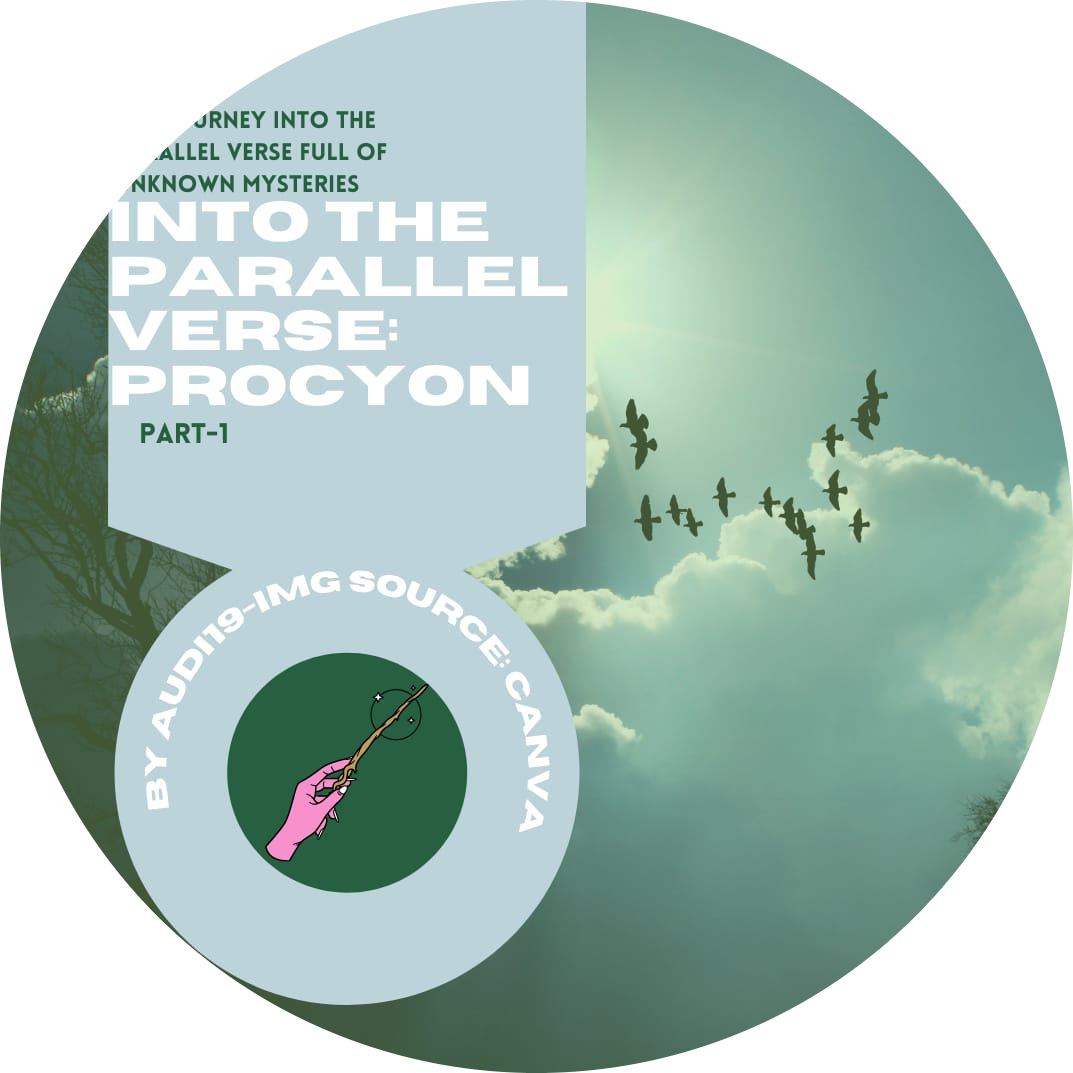 INTO THE
VERSE FULL OF
MYSTERIES
INTO THE
PARALLEL
VERSE:
PROCYON
PART-1
BY AUDI19-IMG SOURCE: CANVA